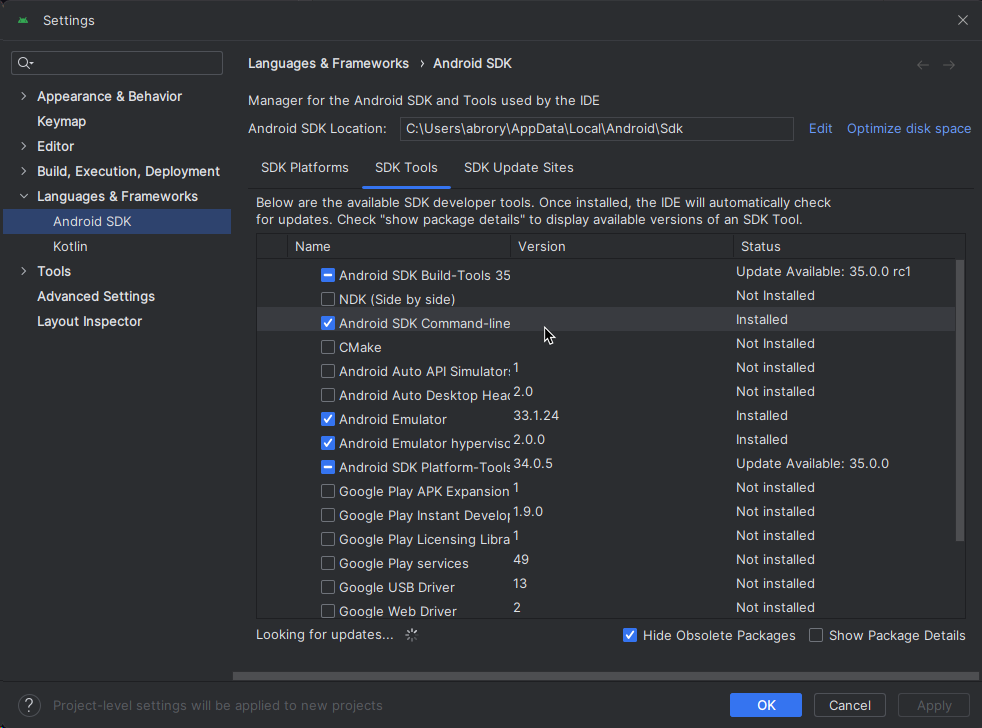 Settings
Languages & Frameworks › Android SDK
Appearance & Behavior
Keymap
Editor
Build, Execution, Deployment
Languages & Frameworks
Android SDK
Kotlin
Tools
Advanced Settings
Layout Inspector
Manager for the Android SDK and Tools used by the IDE
Android SDK Location: C:\Users\abrory\AppData\Local\Android\Sdk Edit Optimize disk space
SDK Platforms SDK Tools SDK Update Sites
Below are the available SDK developer tools. Once installed, the IDE will automatically check
for updates. Check "show package details" to display available versions of an SDK Tool.
Name Version Status
Android SDK Build-Tools 35 Update Available: 35.0.0 rc1
NDK (Side by side) Not Installed
Android SDK Command-line Installed
CMake Not Installed
Android Auto API Simulators 1 Not installed
Android Auto Desktop Head 2.0 Not installed
Android Emulator 33.1.24 Installed
Android Emulator hyperviso 2.0.0 Installed
Android SDK Platform-Tools 34.0.5 Update Available: 35.0.0
Google Play APK Expansion 1 Not installed
Google Play Instant Develop 1.9.0 Not installed
Google Play Licensing Libra 1 Not installed
Google Play services 49 Not installed
Google USB Driver 13 Not installed
Google Web Driver 2 Not installed
Looking for updates... Hide Obsolete Packages Show Package Details
? Project-level settings will be applied to new projects OK Cancel Apply